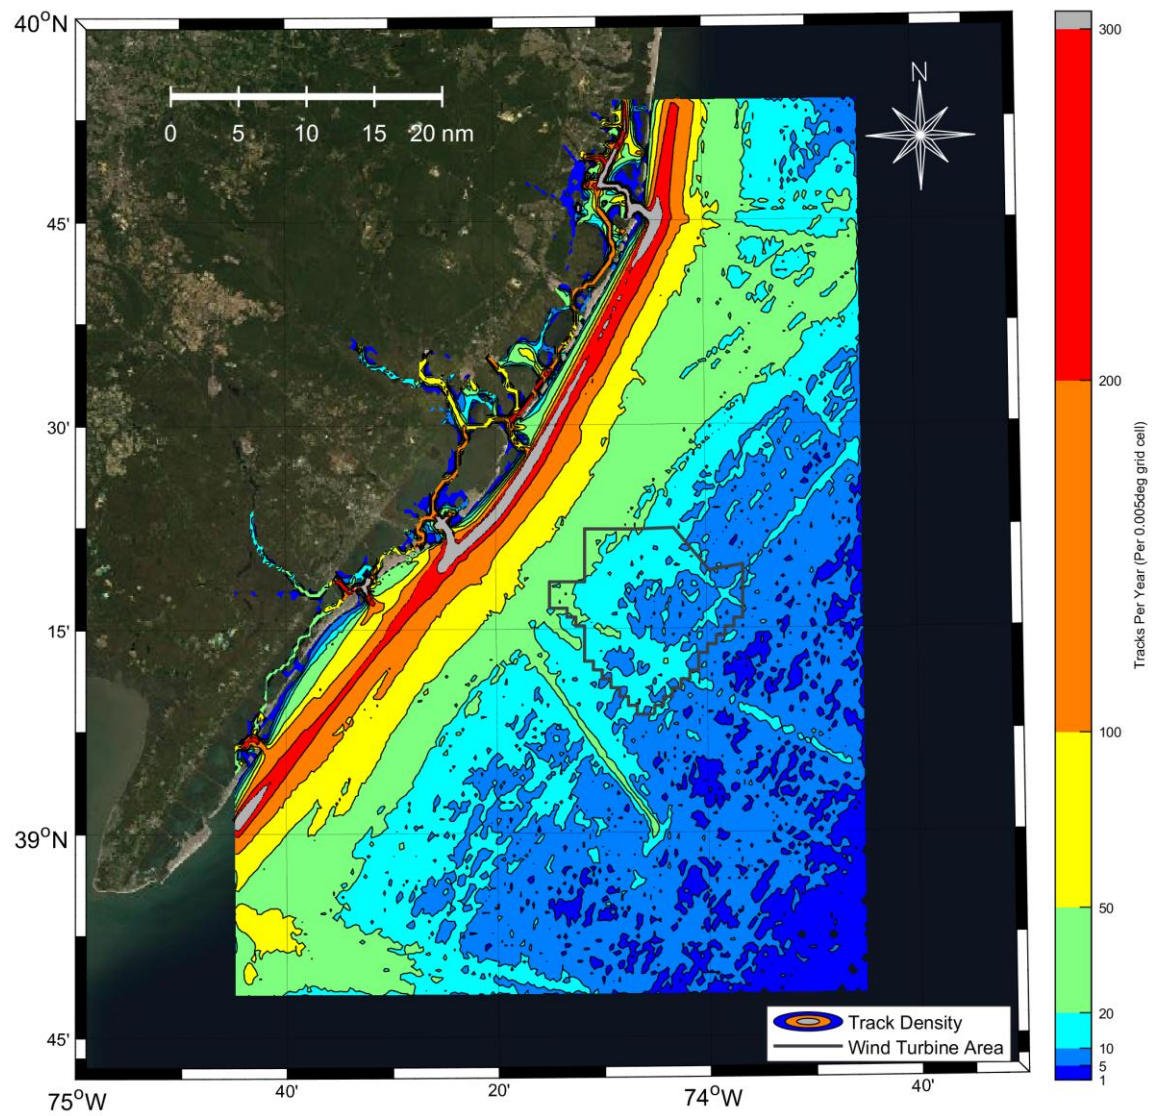 40°N
45'
30'
15'
39°N
45'
75°W
40'
20'
74°W
40'
0 5 10 15 20 nm
N
300
200
100
50
20
10
5
1
Tracks Per Year (Per 0.005deg grid cell)
Track Density
Wind Turbine Area